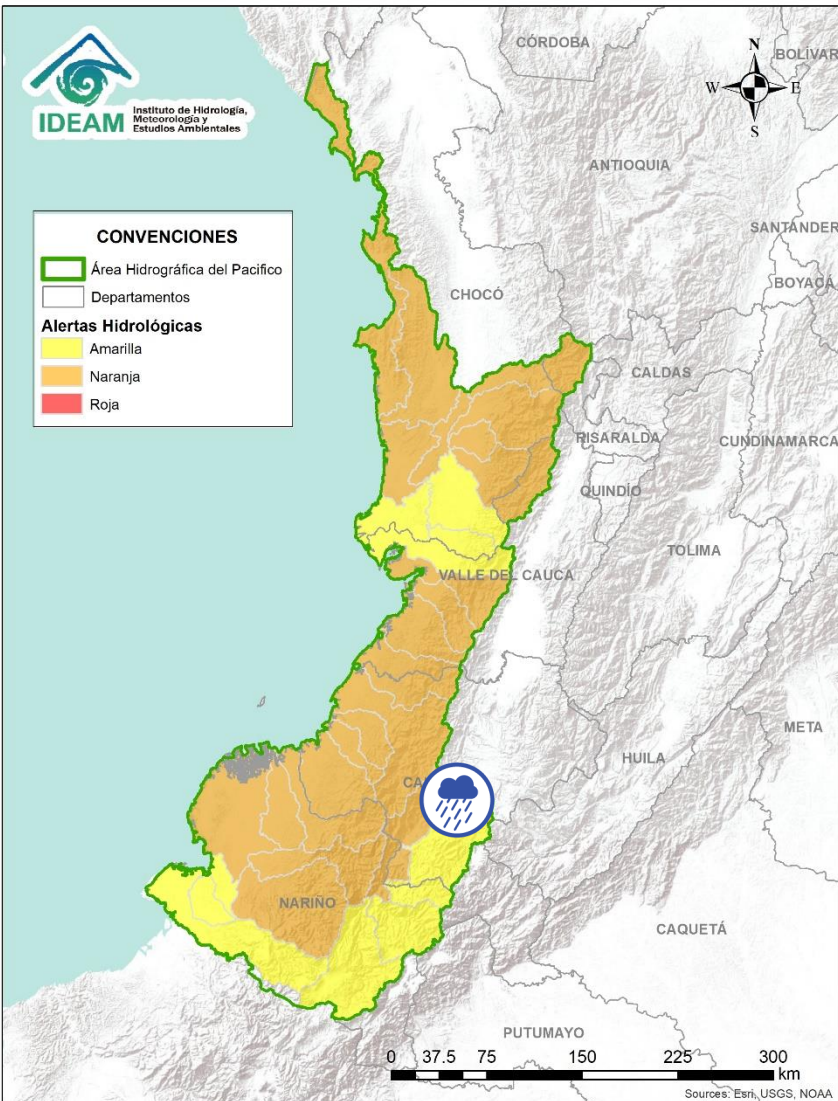 IDEAM
Instituto de Hidrología,
Meteorología y
Estudios Ambientales
CONVENCIONES
Área Hidrográfica del Pacifico
Departamentos
Alertas Hidrológicas
Amarilla
Naranja
Roja
N
W E
S
CÓRDOBA
BOLÍVAR
ANTIOQUIA
SANTANDER
BOYACÁ
CHOCÓ
CALDAS
RISARALDA
CUNDINAMARCA
QUINDÍO
TOLIMA
VALLE DEL CAUCA
META
HUILA
CA
NARIÑO
CAQUETÁ
PUTUMAYO
0 37.5 75 150 225 300
km
Sources: Esri, USGS, NOAA